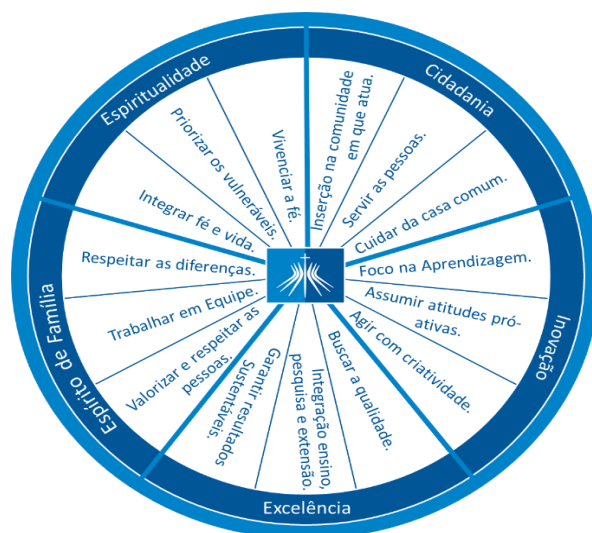 Espiritualidade
Integrar fé e vida.
Priorizar os vulneráveis.
Vivenciar a fé.
Cidadania
Inserção na comunidade
em que atua.
Servir as pessoas.
Cuidar da casa comum.
Inovação
Foco na Aprendizagem.
Assumir atitudes pró-
ativas.
Agir com criatividade.
Excelência
Buscar a qualidade.
Integração ensino,
pesquisa e extensão.
Garantir resultados
Sustentáveis.
Espírito de Família
Valorizar e respeitar as
pessoas.
Trabalhar em Equipe.
Respeitar as diferenças.